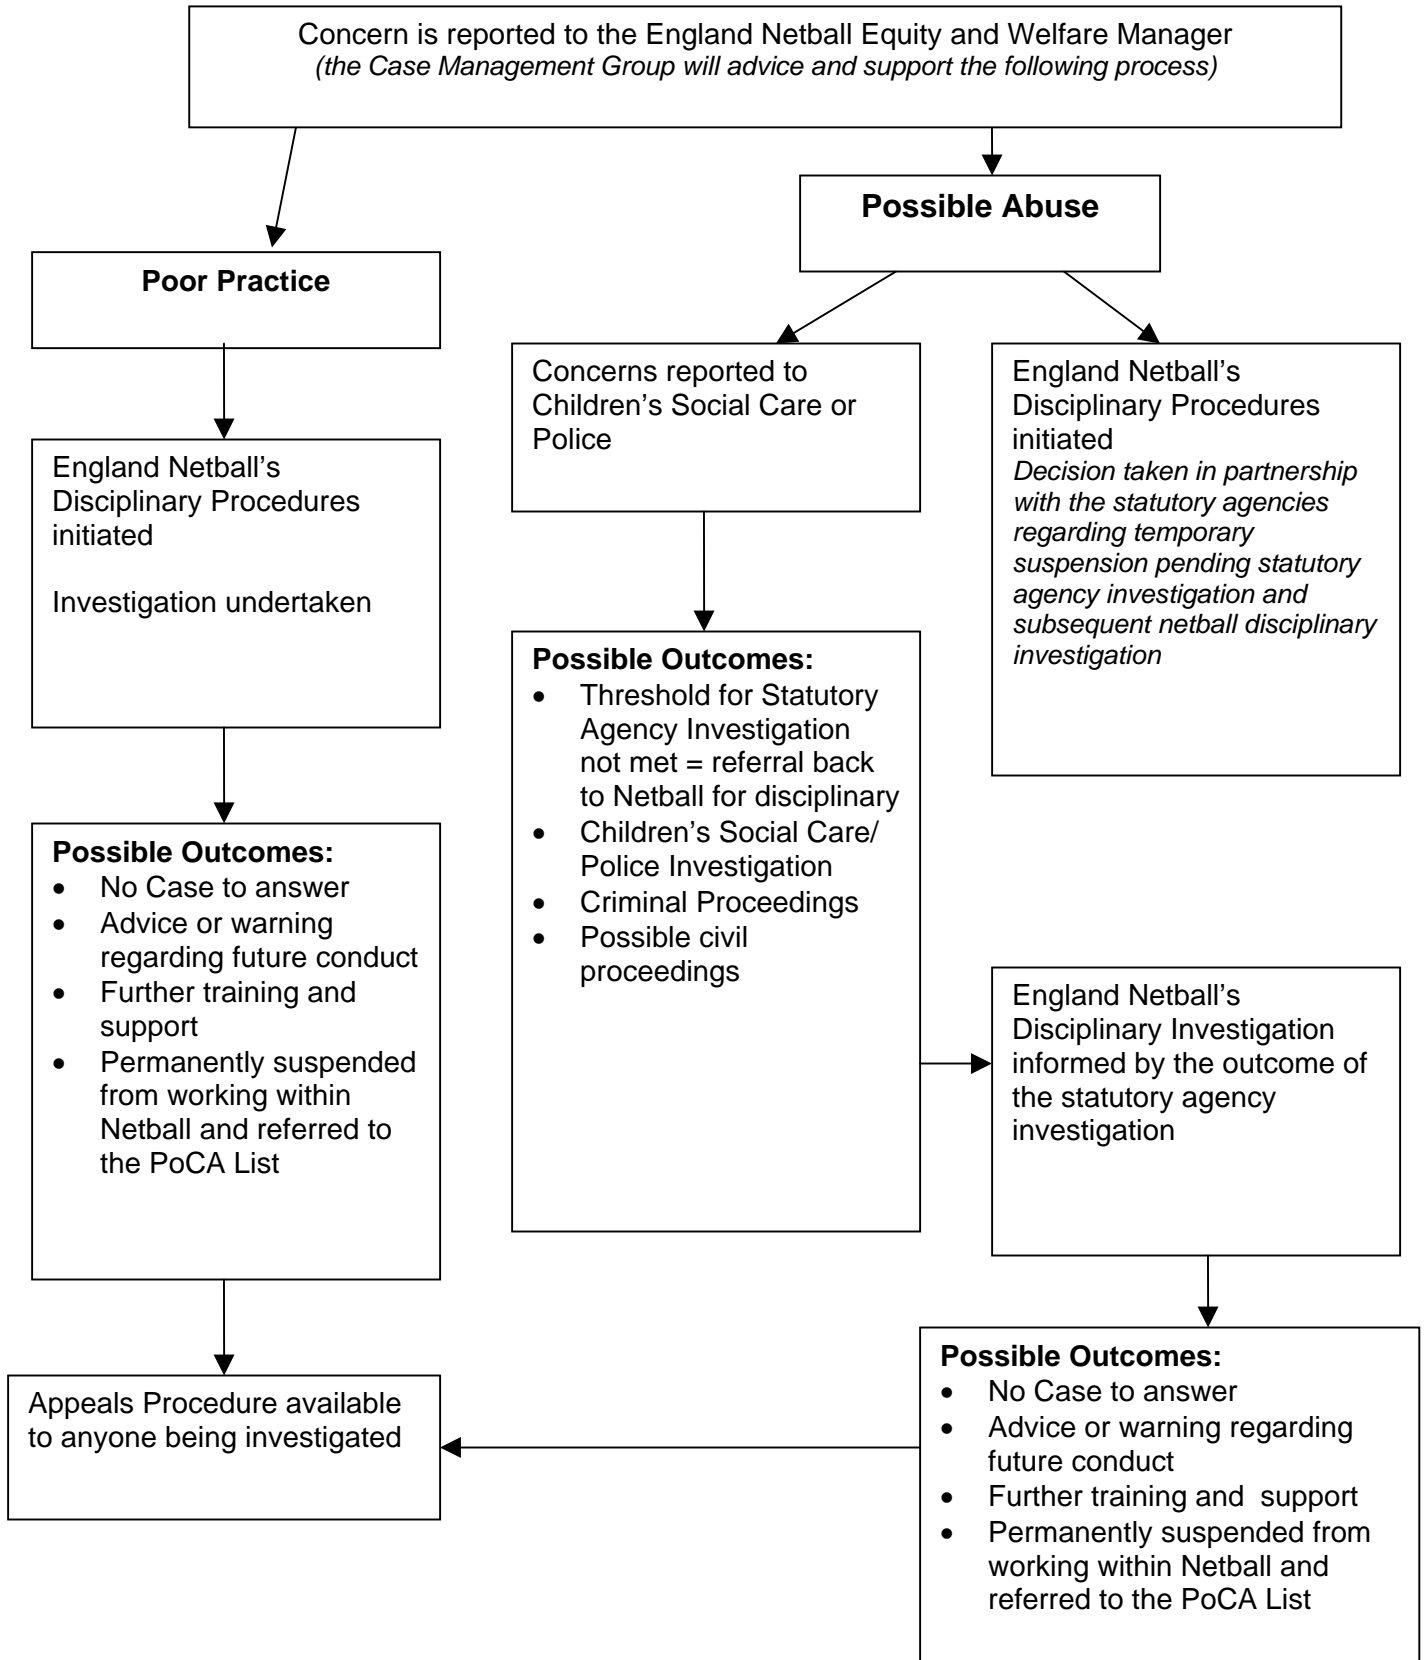 Concern is reported to the England Netball Equity and Welfare Manager
(the Case Management Group will advice and support the following process)
Possible Abuse
Poor Practice
England Netball’s
Disciplinary Procedures
initiated
Investigation undertaken
Possible Outcomes:
• No Case to answer
• Advice or warning
regarding future conduct
• Further training and
support
• Permanently suspended
from working within
Netball and referred to
the PoCA List
Concerns reported to
Children’s Social Care or
Police
Possible Outcomes:
• Threshold for Statutory
Agency Investigation
not met = referral back
to Netball for disciplinary
• Children’s Social Care/
Police Investigation
• Criminal Proceedings
• Possible civil
proceedings
England Netball’s
Disciplinary Procedures
initiated
Decision taken in partnership
with the statutory agencies
regarding temporary
suspension pending statutory
agency investigation and
subsequent netball disciplinary
investigation
England Netball’s
Disciplinary Investigation
informed by the outcome of
the statutory agency
investigation
Possible Outcomes:
• No Case to answer
• Advice or warning regarding
future conduct
• Further training and support
• Permanently suspended from
working within Netball and
referred to the PoCA List
Appeals Procedure available
to anyone being investigated